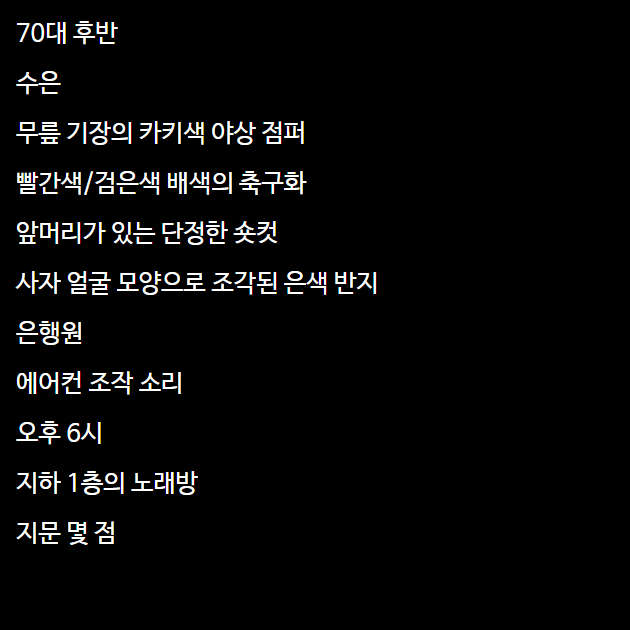 70대 후반
수은
무릎 기장의 카키색 야상 점퍼
빨간색/검은색 배색의 축구화
앞머리가 있는 단정한 숏컷
사자 얼굴 모양으로 조각된 은색 반지
은행원
에어컨 조작 소리
오후 6시
지하 1층의 노래방
지문 몇 점